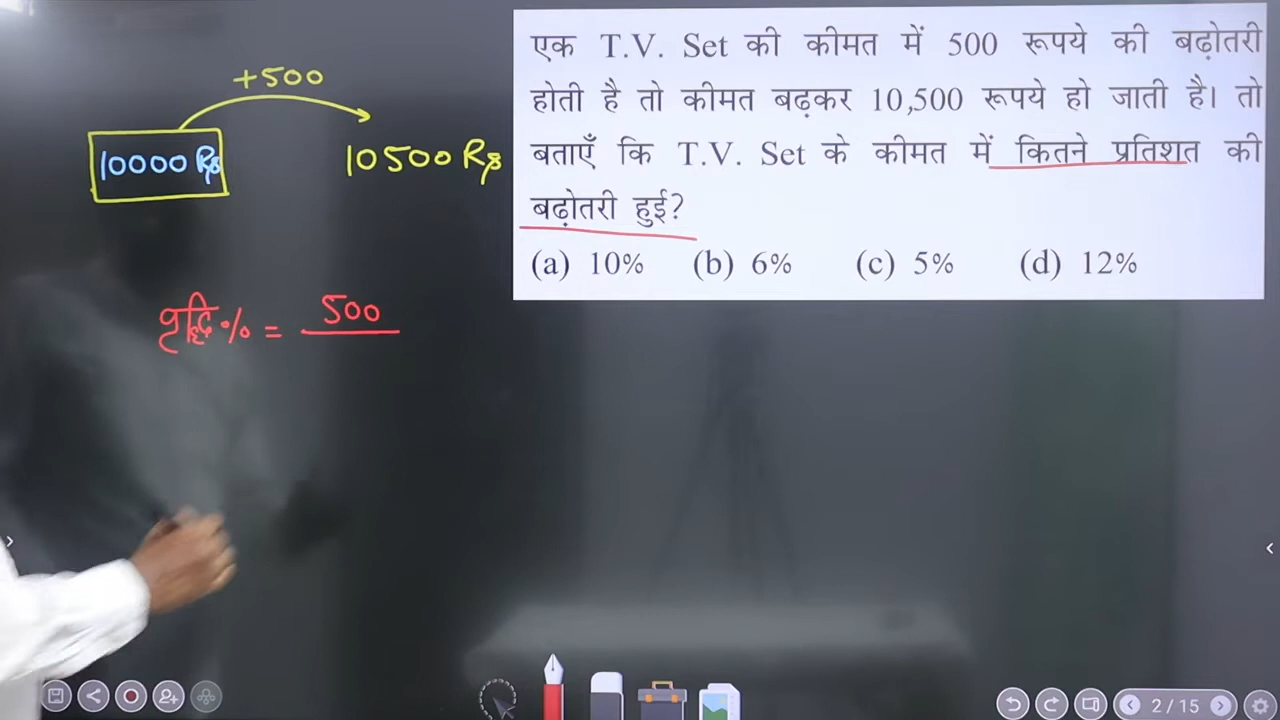 +500
10000 Rs
10500 Rs
एक T.V. Set की कीमत में 500 रूपये की बढ़ोतरी
होती है तो कीमत बढ़कर 10,500 रूपये हो जाती है। तो
बताएँ कि T.V. Set के कीमत में कितने प्रतिशत की
बढ़ोतरी हुई?
(a) 10% (b) 6% (c) 5% (d) 12%
वृद्धि % = 500
2 / 15